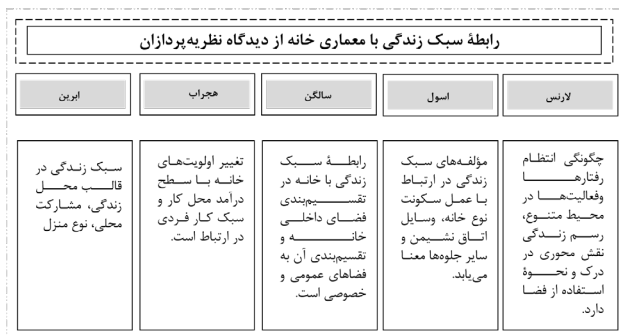 رابطهٔ سبک زندگی با معماری خانه از دیدگاه نظریه‌پردازان
لارنس
اسول
سالگن
هجراب
ابرین
چگونگی انتظام
رفتارها
وفعالیت‌ها در
محیط متنوع،
رسم زندگی
نقش محوری در
درک و نحوهٔ
استفاده از فضا
دارد.
مؤلفه‌های سبک
زندگی در ارتباط
با عمل سکونت
نوع خانه، وسایل
اتاق نشیمن و
سایر جلوه‌ها معنا
می‌یابد.
رابطهٔ سبک
زندگی با خانه در
تقسیم‌بندی
فضای داخلی
خانه و
تقسیم‌بندی آن به
فضاهای عمومی و
خصوصی است.
تغییر اولویت‌های
خانه با سطح
درآمد محل کار و
سبک کار فردی
در ارتباط است.
سبک زندگی در
قالب محل
زندگی، مشارکت
محلی، نوع منزل